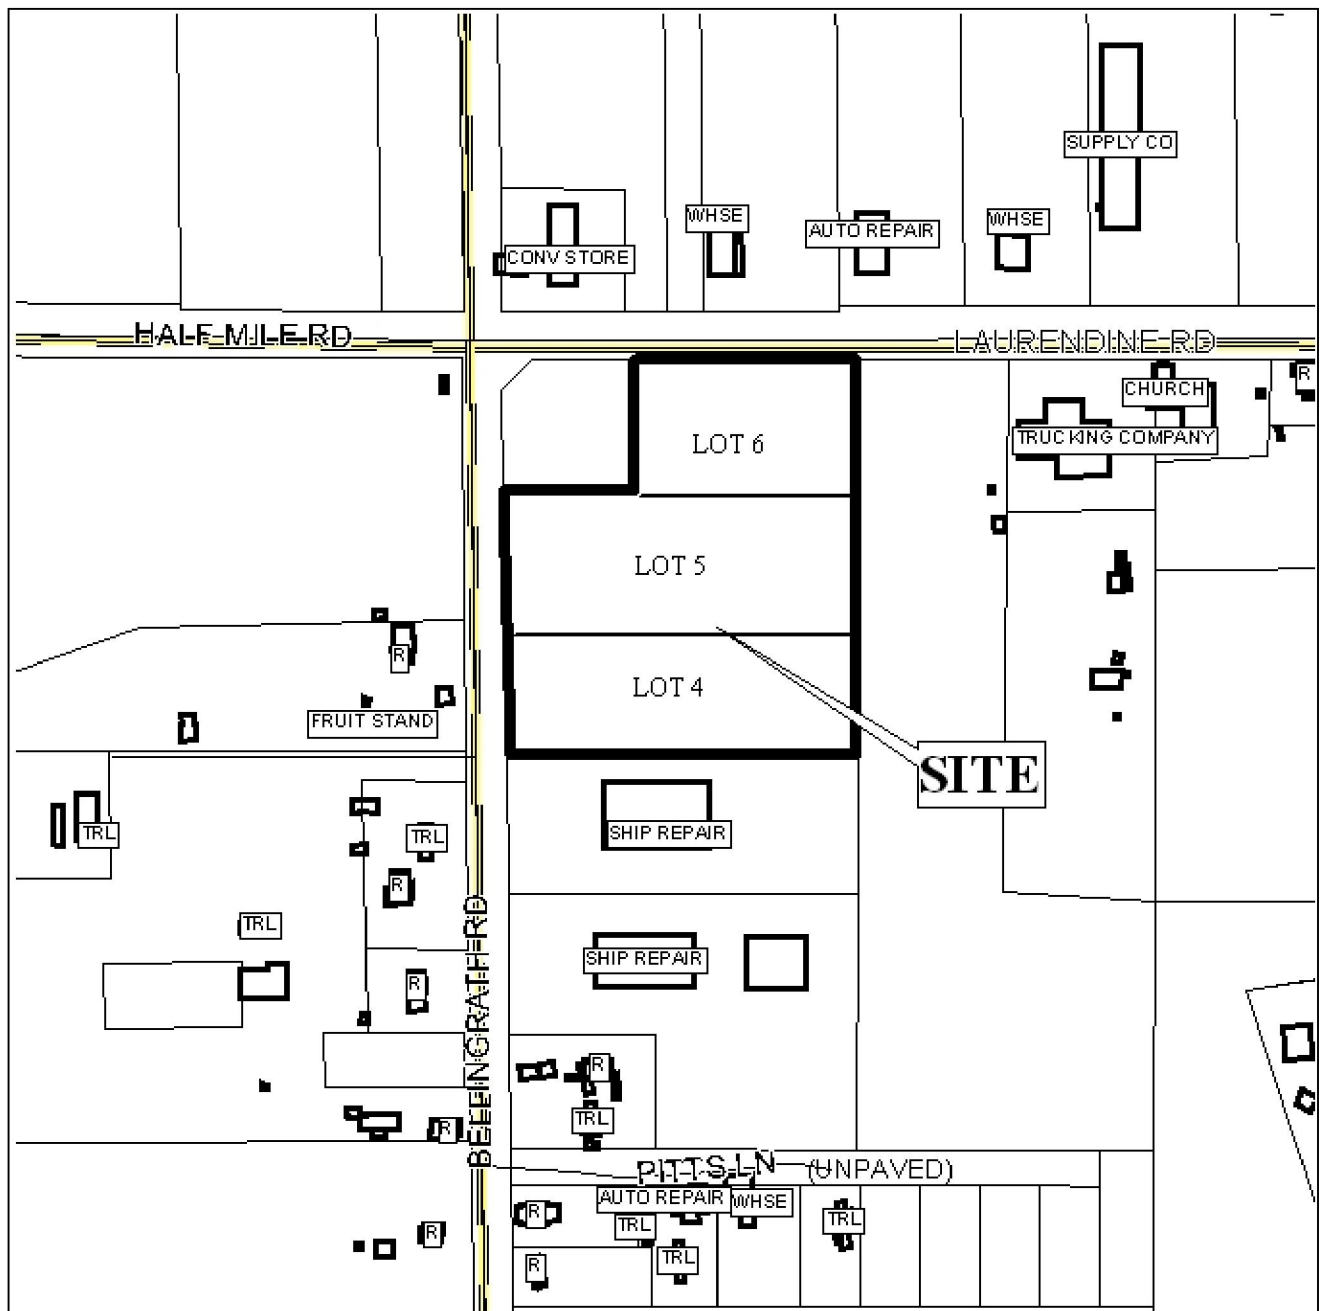 SUPPLY CO
WHSE
AUTO REPAIR
WHSE
CONV STORE
HALF MILE RD
LAURENDINE RD
R
CHURCH
TRUCKING COMPANY
LOT 6
LOT 5
R
LOT 4
FRUIT STAND
SITE
TRL
TRL
SHIP REPAIR
R
TRL
BELLINGRATH RD
SHIP REPAIR
R
R
TRL
R
PITTS LN (UNPAVED)
AUTO REPAIR
WHSE
R
TRL
TRL
R
TRL
R